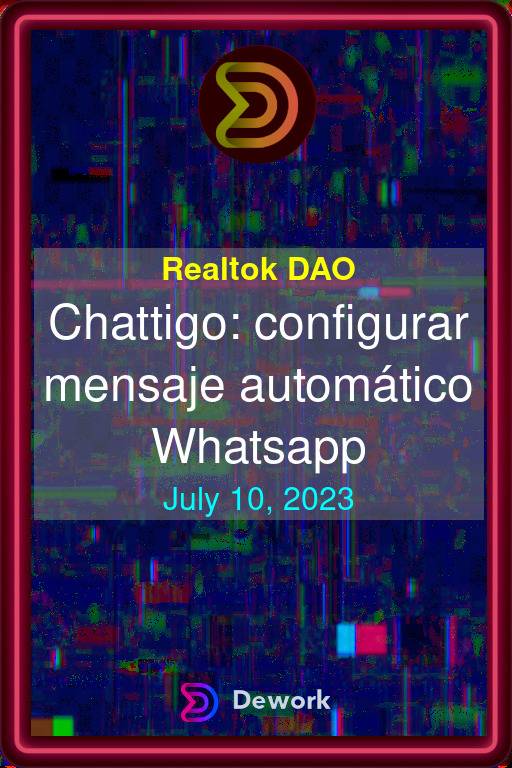 Realtok DAO
Chattigo: configurar
mensaje automático
Whatsapp
July 10, 2023
Dework